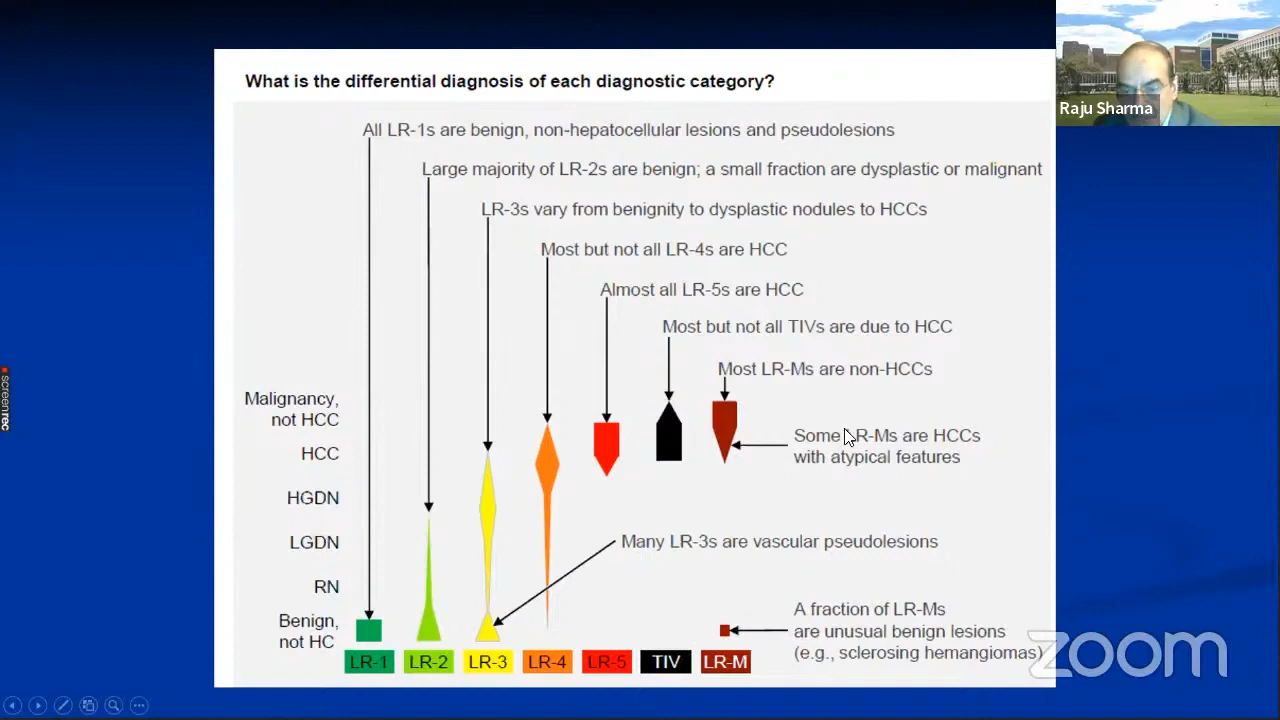 What is the differential diagnosis of each diagnostic category?
Raju Sharma
All LR-1s are benign, non-hepatocellular lesions and pseudolesions
Large majority of LR-2s are benign; a small fraction are dysplastic or malignant
LR-3s vary from benignity to dysplastic nodules to HCCs
Most but not all LR-4s are HCC
Almost all LR-5s are HCC
Most but not all TIVs are due to HCC
Most LR-Ms are non-HCCs
Malignancy,
not HCC
HCC
HGDN
LGDN
RN
Benign,
not HC
Some LR-Ms are HCCs
with atypical features
Many LR-3s are vascular pseudolesions
A fraction of LR-Ms
are unusual benign lesions
(e.g., sclerosing hemangiomas)
LR-1 LR-2 LR-3 LR-4 LR-5 TIV LR-M
screenrec
zoom